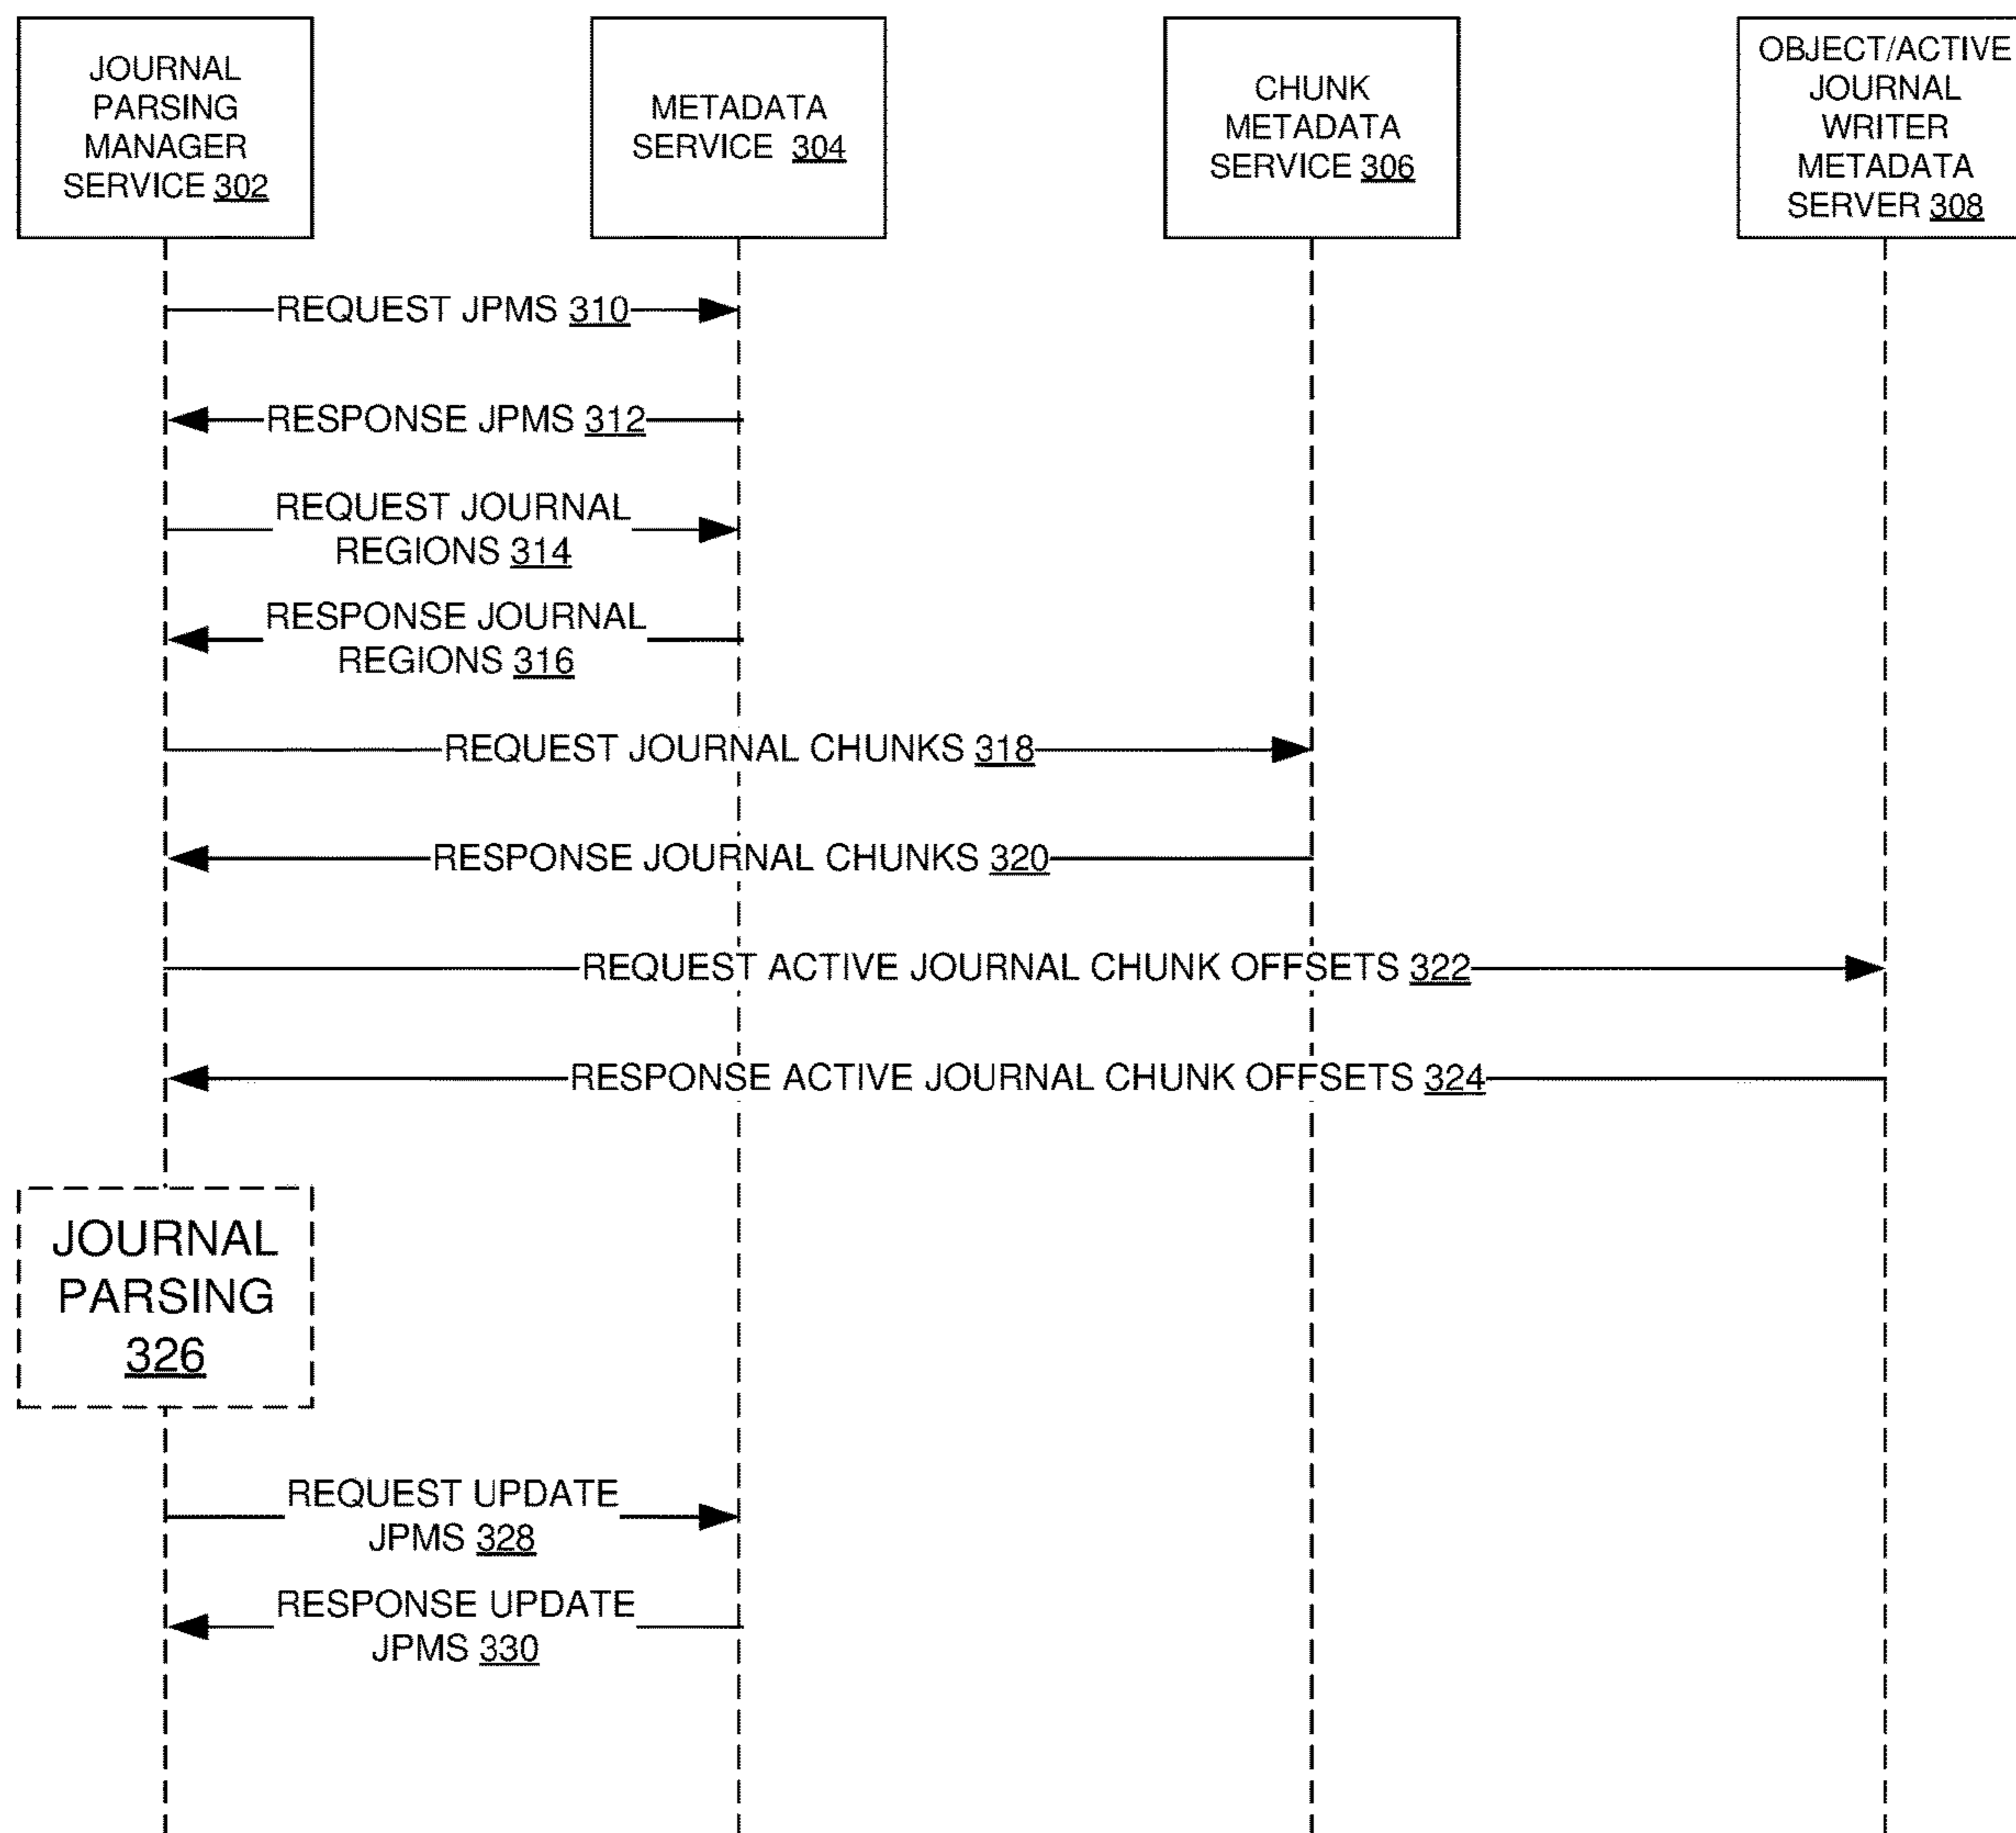 JOURNAL
PARSING
MANAGER
SERVICE 302
METADATA
SERVICE 304
CHUNK
METADATA
SERVICE 306
OBJECT/ACTIVE
JOURNAL
WRITER
METADATA
SERVER 308
REQUEST JPMS 310
RESPONSE JPMS 312
REQUEST JOURNAL
REGIONS 314
RESPONSE JOURNAL
REGIONS 316
REQUEST JOURNAL CHUNKS 318
RESPONSE JOURNAL CHUNKS 320
REQUEST ACTIVE JOURNAL CHUNK OFFSETS 322
RESPONSE ACTIVE JOURNAL CHUNK OFFSETS 324
JOURNAL
PARSING
326
REQUEST UPDATE
JPMS 328
RESPONSE UPDATE
JPMS 330